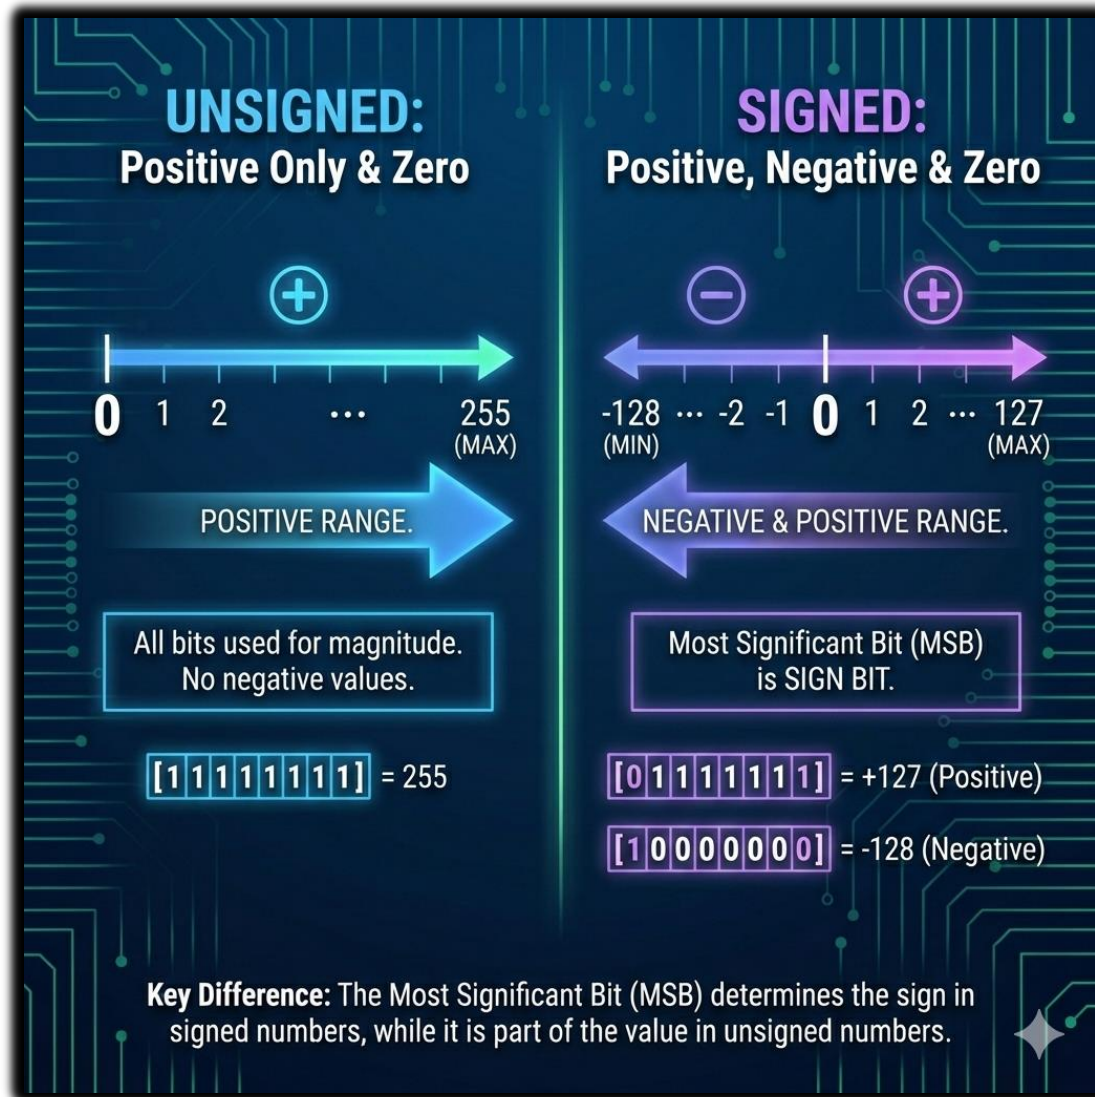 UNSIGNED:
Positive Only & Zero
0 1 2 ... 255
(MAX)
POSITIVE RANGE.
All bits used for magnitude.
No negative values.
[11111111] = 255
SIGNED:
Positive, Negative & Zero
− +
-128 ... -2 -1 0 1 2 ... 127
(MIN) (MAX)
NEGATIVE & POSITIVE RANGE.
Most Significant Bit (MSB)
is SIGN BIT.
[01111111] = +127 (Positive)
[10000000] = -128 (Negative)
Key Difference: The Most Significant Bit (MSB) determines the sign in
signed numbers, while it is part of the value in unsigned numbers.